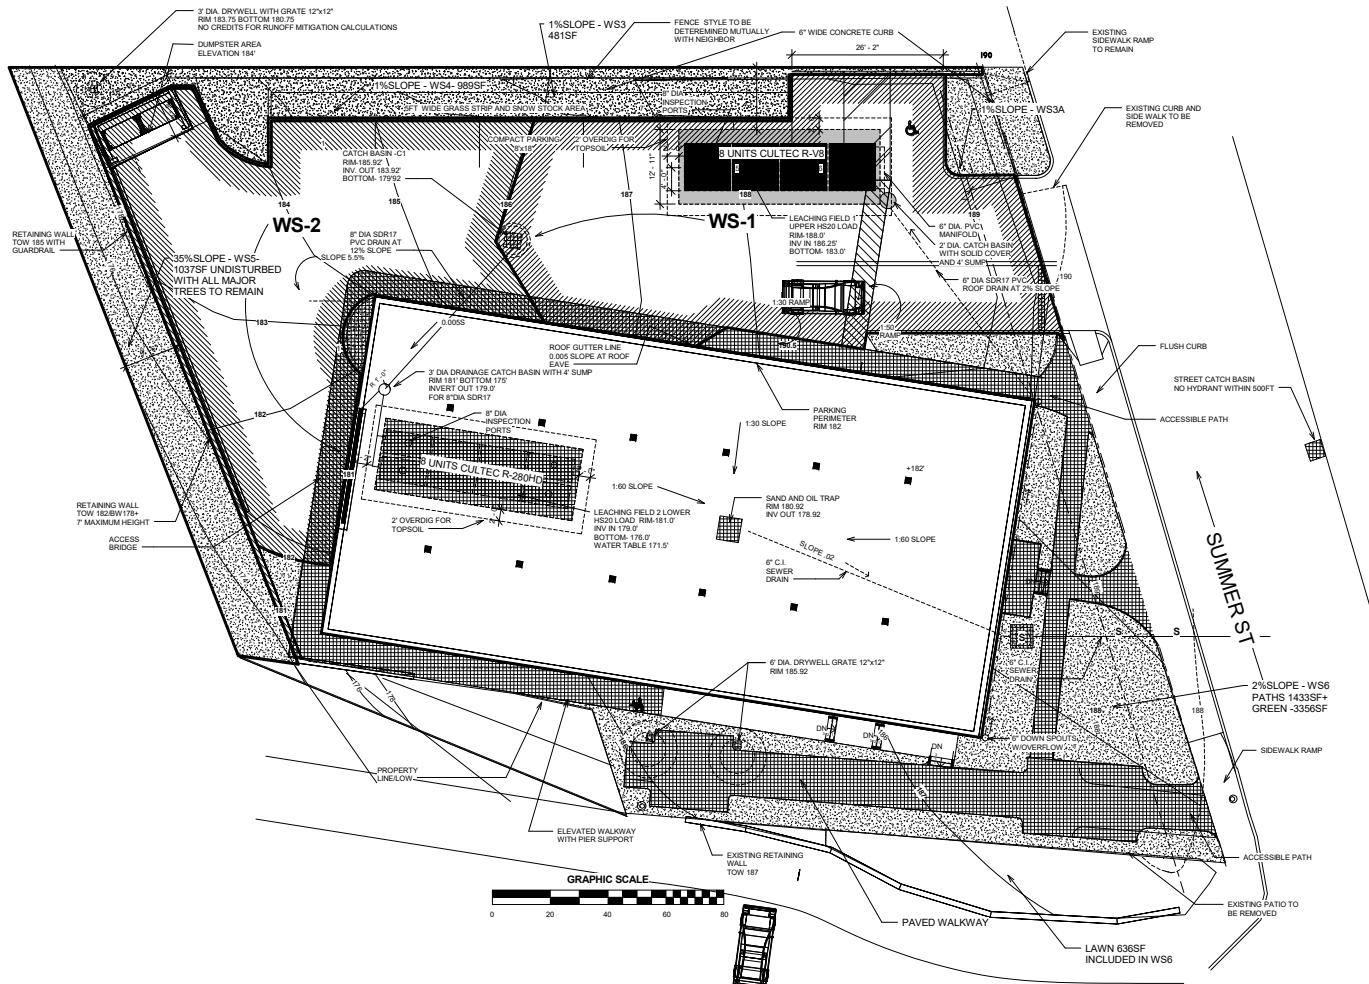 3' DIA. DRYWELL WITH GRATE 12"x12"
RIM 183.75 BOTTOM 180.75
NO CREDITS FOR RUNOFF MITIGATION CALCULATIONS
DUMPSTER AREA
ELEVATION 184'
1%SLOPE - WS3
481SF
FENCE STYLE TO BE
DETEREMINED MUTUALLY
WITH NEIGHBOR
6" WIDE CONCRETE CURB
26' - 2"
190
EXISTING
SIDEWALK RAMP
TO REMAIN
1%SLOPE - WS4- 989SF
5FT WIDE GRASS STRIP AND SNOW STOCK AREA
8" DIA
INSPECTION
PORTS
1%SLOPE - WS3A
EXISTING CURB AND
SIDE WALK TO BE
REMOVED
COMPACT PARKING
8'x18'
2' OVERDIG FOR
TOPSOIL
CATCH BASIN -C1
RIM-185.92'
INV. OUT 183.92'
BOTTOM- 179'92
8 UNITS CULTEC R-V8
12' - 11"
184
185
186
187
188
189
WS-2
WS-1
LEACHING FIELD 1
UPPER HS20 LOAD
RIM-188.0'
INV IN 186.25'
BOTTOM- 183.0'
6" DIA. PVC
MANIFOLD
2' DIA. CATCH BASIN
WITH SOLID COVER
AND 4' SUMP
6" DIA SDR17 PVC
ROOF DRAIN AT 2% SLOPE
190
RETAINING WALL
TOW 185 WITH
GUARDRAIL
8" DIA SDR17
PVC DRAIN AT
12% SLOPE
SLOPE 5.5%
35%SLOPE - WS5-
1037SF UNDISTURBED
WITH ALL MAJOR
TREES TO REMAIN
1:30 RAMP
1:50
RAMP
190.5
183
0.005S
ROOF GUTTER LINE
0.005 SLOPE AT ROOF
EAVE
FLUSH CURB
STREET CATCH BASIN
NO HYDRANT WITHIN 500FT
3' DIA DRAINAGE CATCH BASIN WITH 4' SUMP
RIM 181' BOTTOM 175'
INVERT OUT 179.0'
FOR 8"DIA SDR17
8" DIA
INSPECTION
PORTS
182
PARKING
PERIMETER
RIM 182
ACCESSIBLE PATH
1:30 SLOPE
8 UNITS CULTEC R-280HD
181
+182'
1:60 SLOPE
RETAINING WALL
TOW 182/BW178+
7' MAXIMUM HEIGHT
ACCESS
BRIDGE
2' OVERDIG FOR
TOPSOIL
LEACHING FIELD 2 LOWER
HS20 LOAD RIM-181.0'
INV IN 179.0'
BOTTOM- 176.0'
WATER TABLE 171.5'
SAND AND OIL TRAP
RIM 180.92
INV OUT 178.92
1:60 SLOPE
SLOPE .02
6" C.I.
SEWER
DRAIN
SUMMER ST
182
181
S
S
S
6" C.I.
SEWER
DRAIN
6' DIA. DRYWELL GRATE 12"x12"
RIM 185.92
2%SLOPE - WS6
PATHS 1433SF+
GREEN -3356SF
176
178
188
188
DN
DN
DN
186
187
6" DOWN SPOUTS
W/OVERFLOW
SIDEWALK RAMP
PROPERTY
LINE/LOW
ELEVATED WALKWAY
WITH PIER SUPPORT
EXISTING RETAINING
WALL
TOW 187
ACCESSIBLE PATH
GRAPHIC SCALE
0 20 40 60 80
PAVED WALKWAY
EXISTING PATIO TO
BE REMOVED
LAWN 636SF
INCLUDED IN WS6